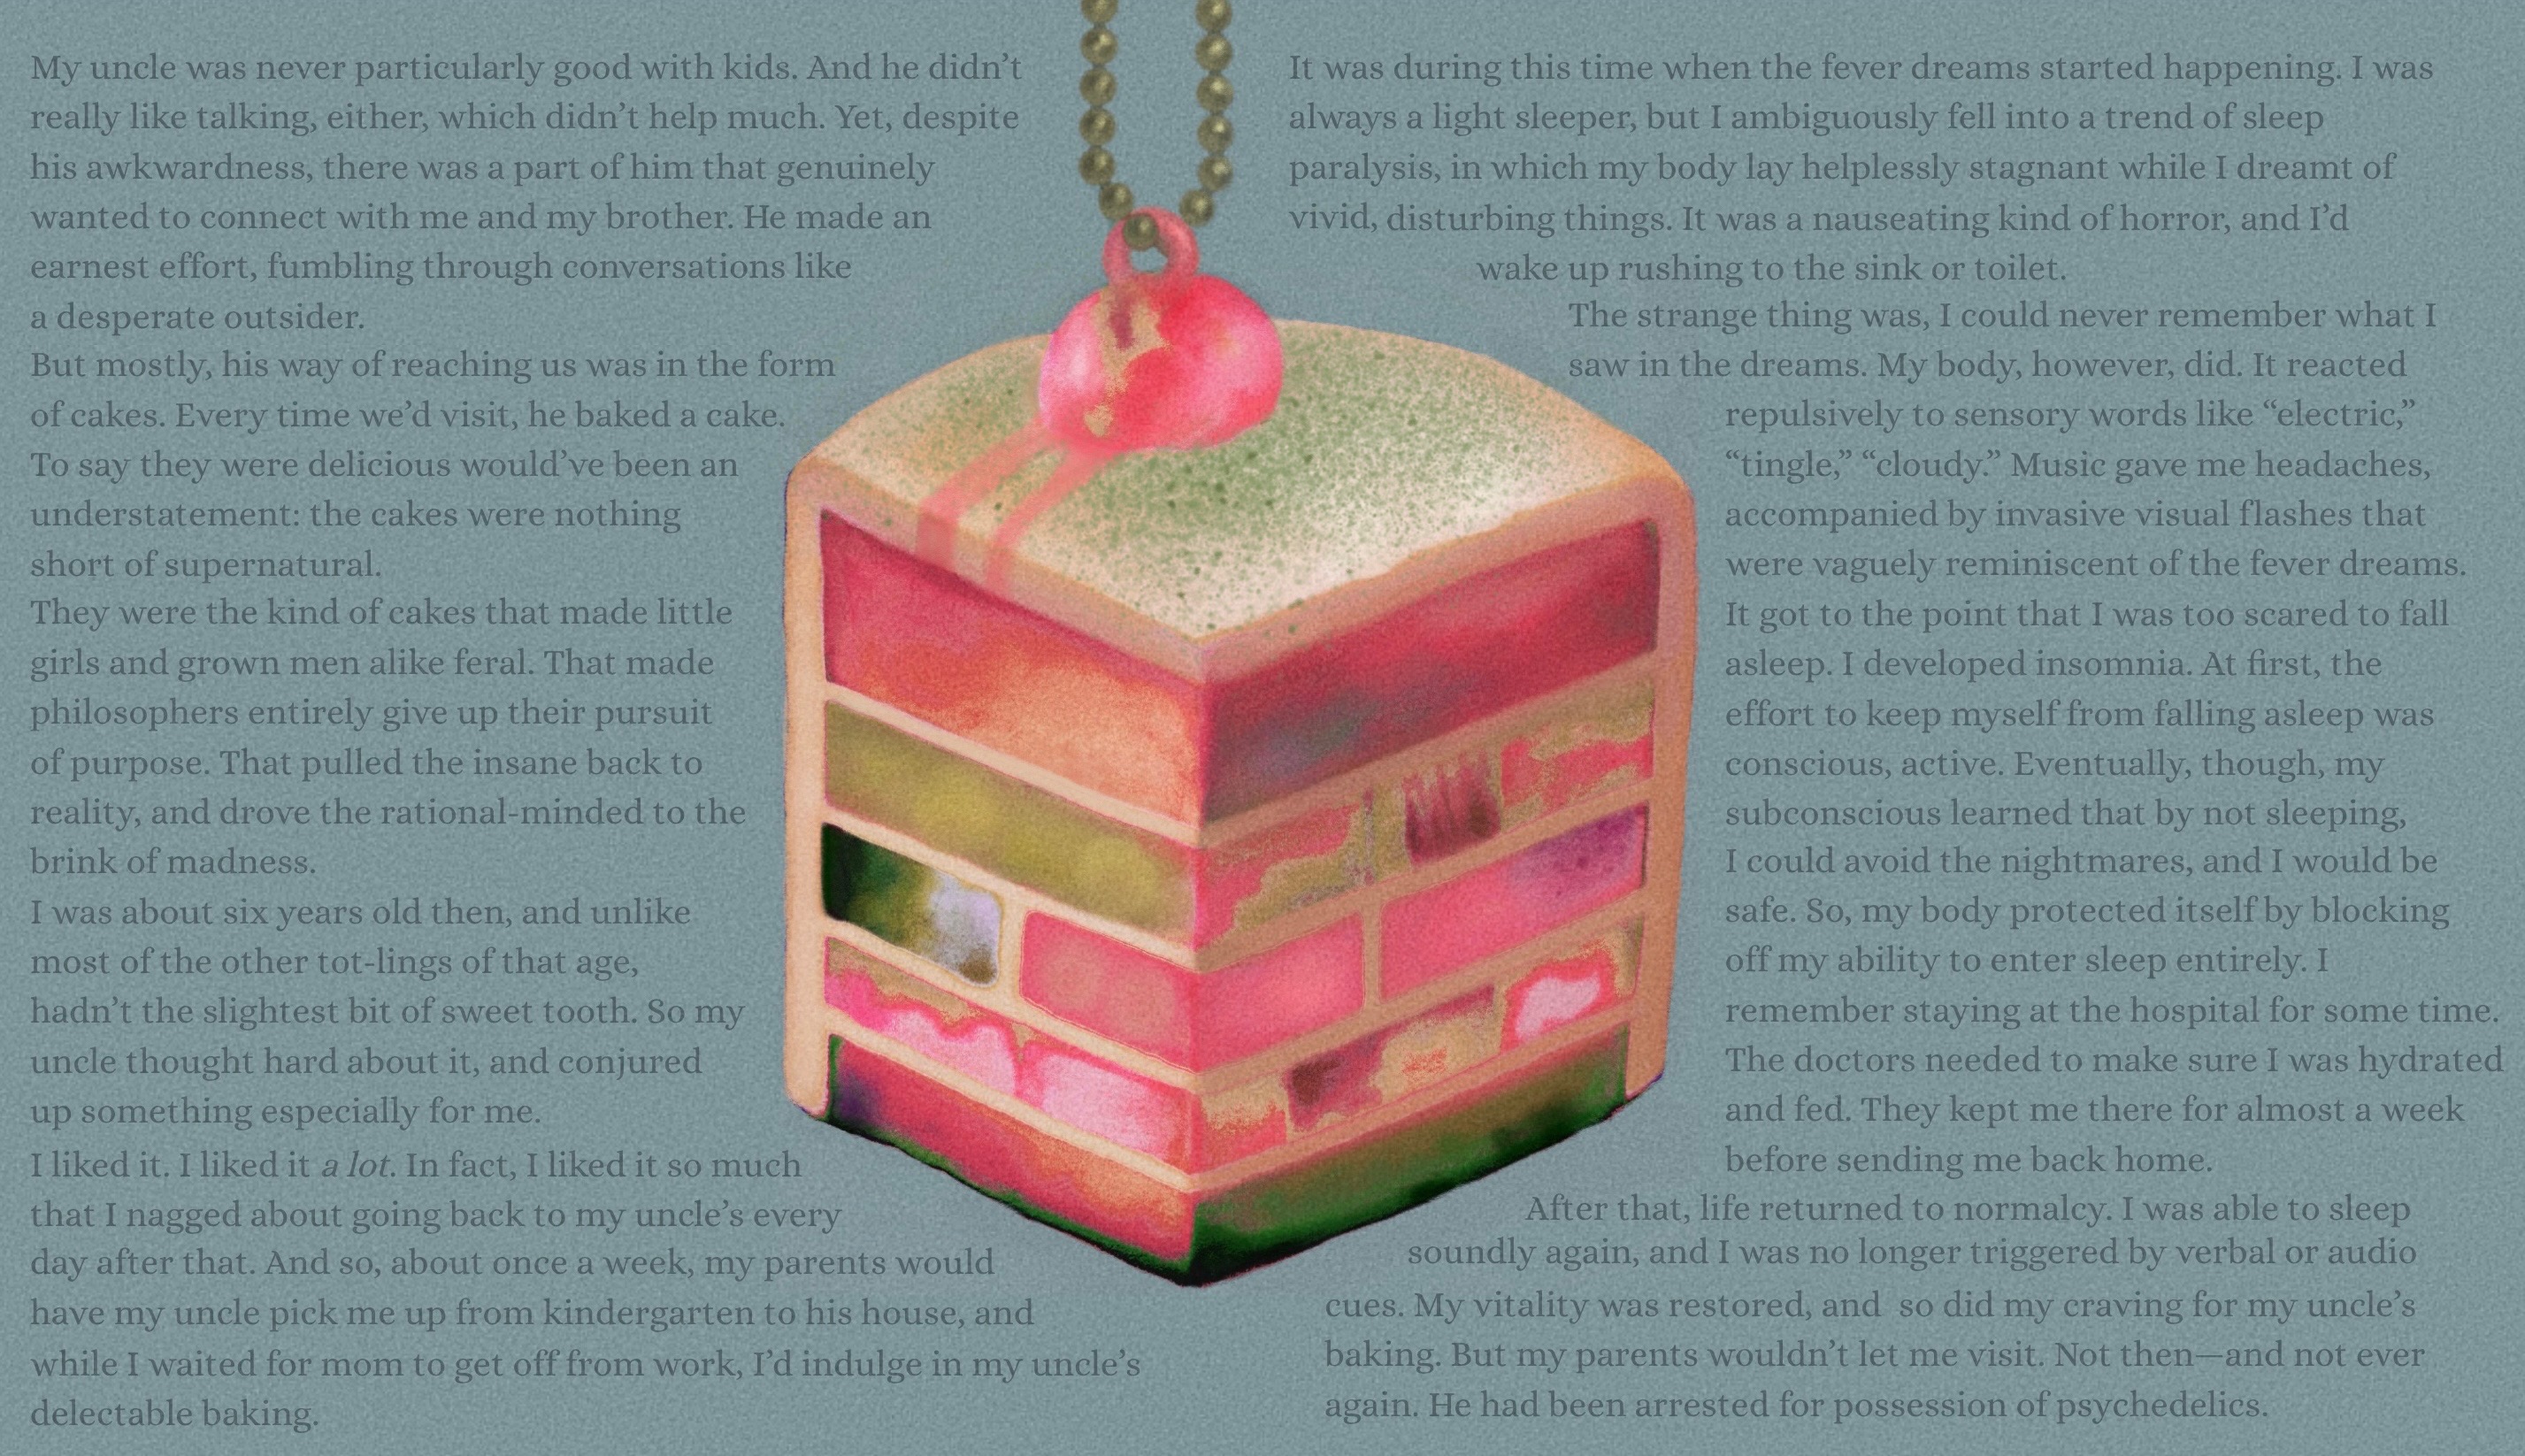 My uncle was never particularly good with kids. And he didn’t
really like talking, either, which didn’t help much. Yet, despite
his awkwardness, there was a part of him that genuinely
wanted to connect with me and my brother. He made an
earnest effort, fumbling through conversations like
a desperate outsider.
But mostly, his way of reaching us was in the form
of cakes. Every time we’d visit, he baked a cake.
To say they were delicious would’ve been an
understatement: the cakes were nothing
short of supernatural.
They were the kind of cakes that made little
girls and grown men alike feral. That made
philosophers entirely give up their pursuit
of purpose. That pulled the insane back to
reality, and drove the rational-minded to the
brink of madness.
I was about six years old then, and unlike
most of the other tot-lings of that age,
hadn’t the slightest bit of sweet tooth. So my
uncle thought hard about it, and conjured
up something especially for me.
I liked it. I liked it a lot. In fact, I liked it so much
that I nagged about going back to my uncle’s every
day after that. And so, about once a week, my parents would
have my uncle pick me up from kindergarten to his house, and
while I waited for mom to get off from work, I’d indulge in my uncle’s
delectable baking.
It was during this time when the fever dreams started happening. I was
always a light sleeper, but I ambiguously fell into a trend of sleep
paralysis, in which my body lay helplessly stagnant while I dreamt of
vivid, disturbing things. It was a nauseating kind of horror, and I’d
wake up rushing to the sink or toilet.
The strange thing was, I could never remember what I
saw in the dreams. My body, however, did. It reacted
repulsively to sensory words like “electric,”
“tingle,” “cloudy.” Music gave me headaches,
accompanied by invasive visual flashes that
were vaguely reminiscent of the fever dreams.
It got to the point that I was too scared to fall
asleep. I developed insomnia. At first, the
effort to keep myself from falling asleep was
conscious, active. Eventually, though, my
subconscious learned that by not sleeping,
I could avoid the nightmares, and I would be
safe. So, my body protected itself by blocking
off my ability to enter sleep entirely. I
remember staying at the hospital for some time.
The doctors needed to make sure I was hydrated
and fed. They kept me there for almost a week
before sending me back home.
After that, life returned to normalcy. I was able to sleep
soundly again, and I was no longer triggered by verbal or audio
cues. My vitality was restored, and  so did my craving for my uncle’s
baking. But my parents wouldn’t let me visit. Not then—and not ever
again. He had been arrested for possession of psychedelics.